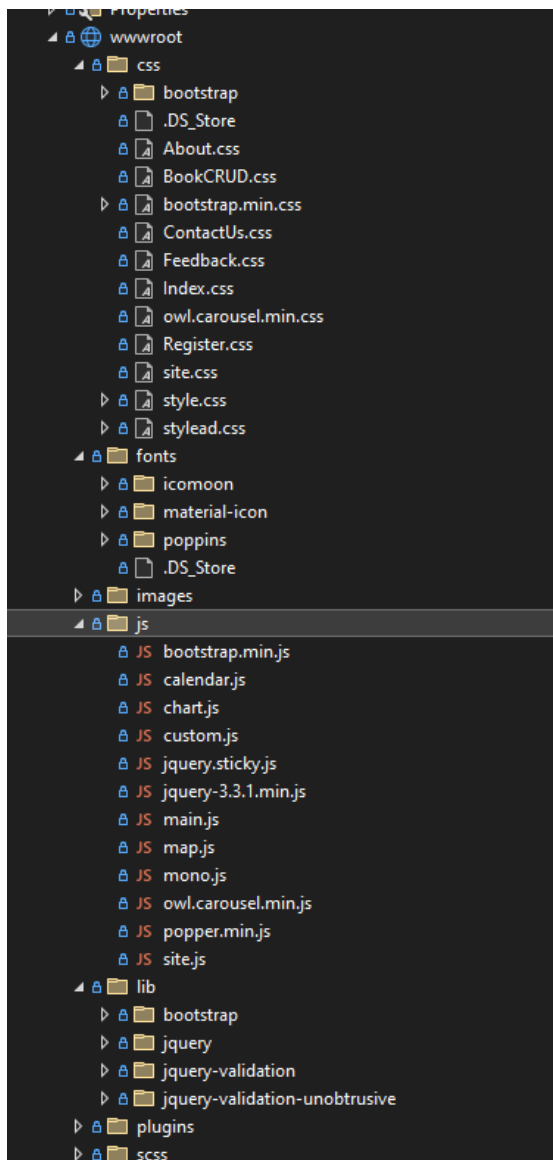 Properties
wwwroot
css
bootstrap
.DS_Store
About.css
BookCRUD.css
bootstrap.min.css
ContactUs.css
Feedback.css
Index.css
owl.carousel.min.css
Register.css
site.css
style.css
stylead.css
fonts
icomoon
material-icon
poppins
.DS_Store
images
js
JS bootstrap.min.js
JS calendar.js
JS chart.js
JS custom.js
JS jquery.sticky.js
JS jquery-3.3.1.min.js
JS main.js
JS map.js
JS mono.js
JS owl.carousel.min.js
JS popper.min.js
JS site.js
lib
bootstrap
jquery
jquery-validation
jquery-validation-unobtrusive
plugins
scss